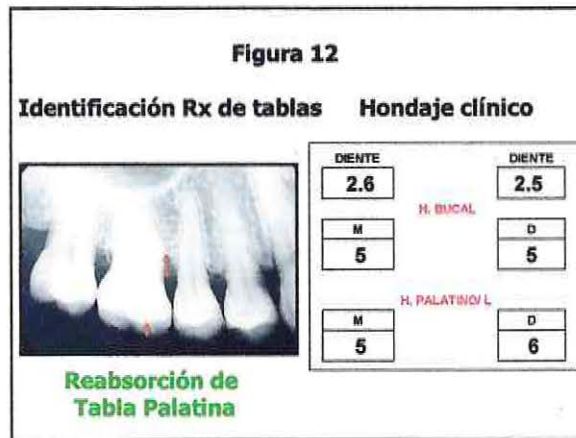 Figura 12
Identificación Rx de tablas
Hondaje clínico
DIENTE DIENTE
2.6 2.5
H. BUCAL
M D
5 5
H. PALATINO/ L
M D
5 6
Reabsorción de
Tabla Palatina